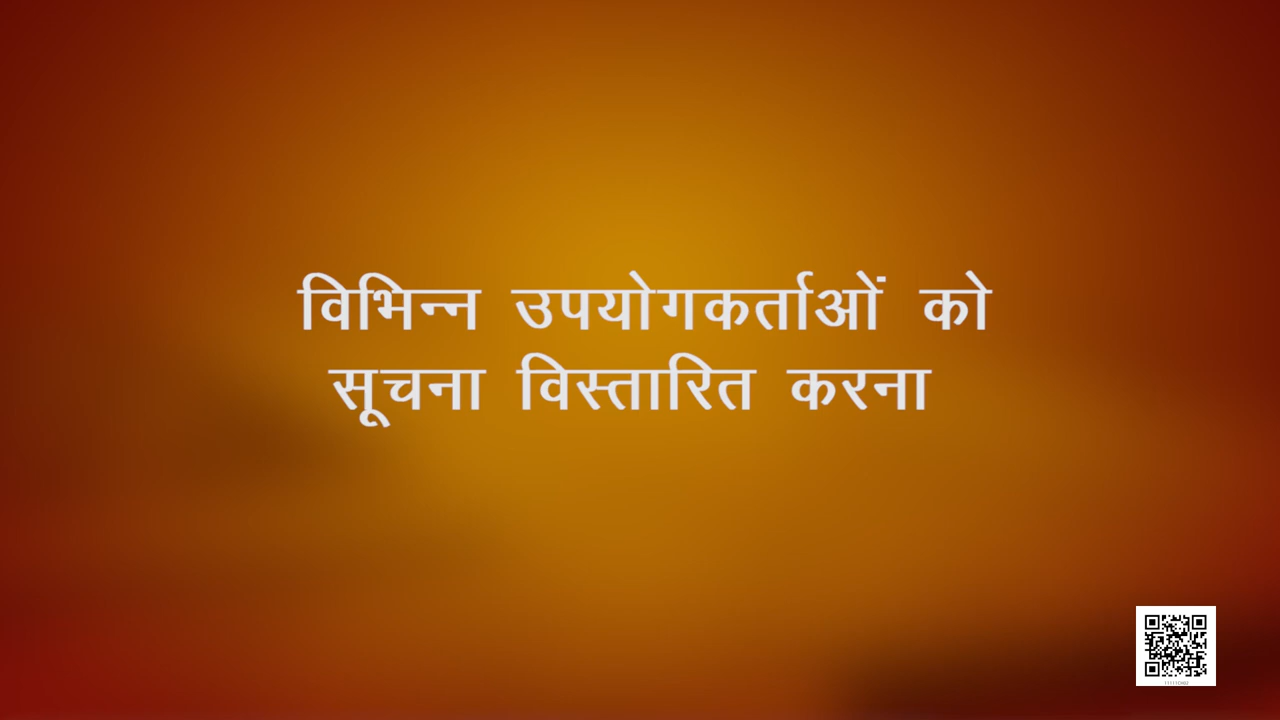 विभिन्न उपयोगकर्ताओं को
सूचना विस्तारित करना